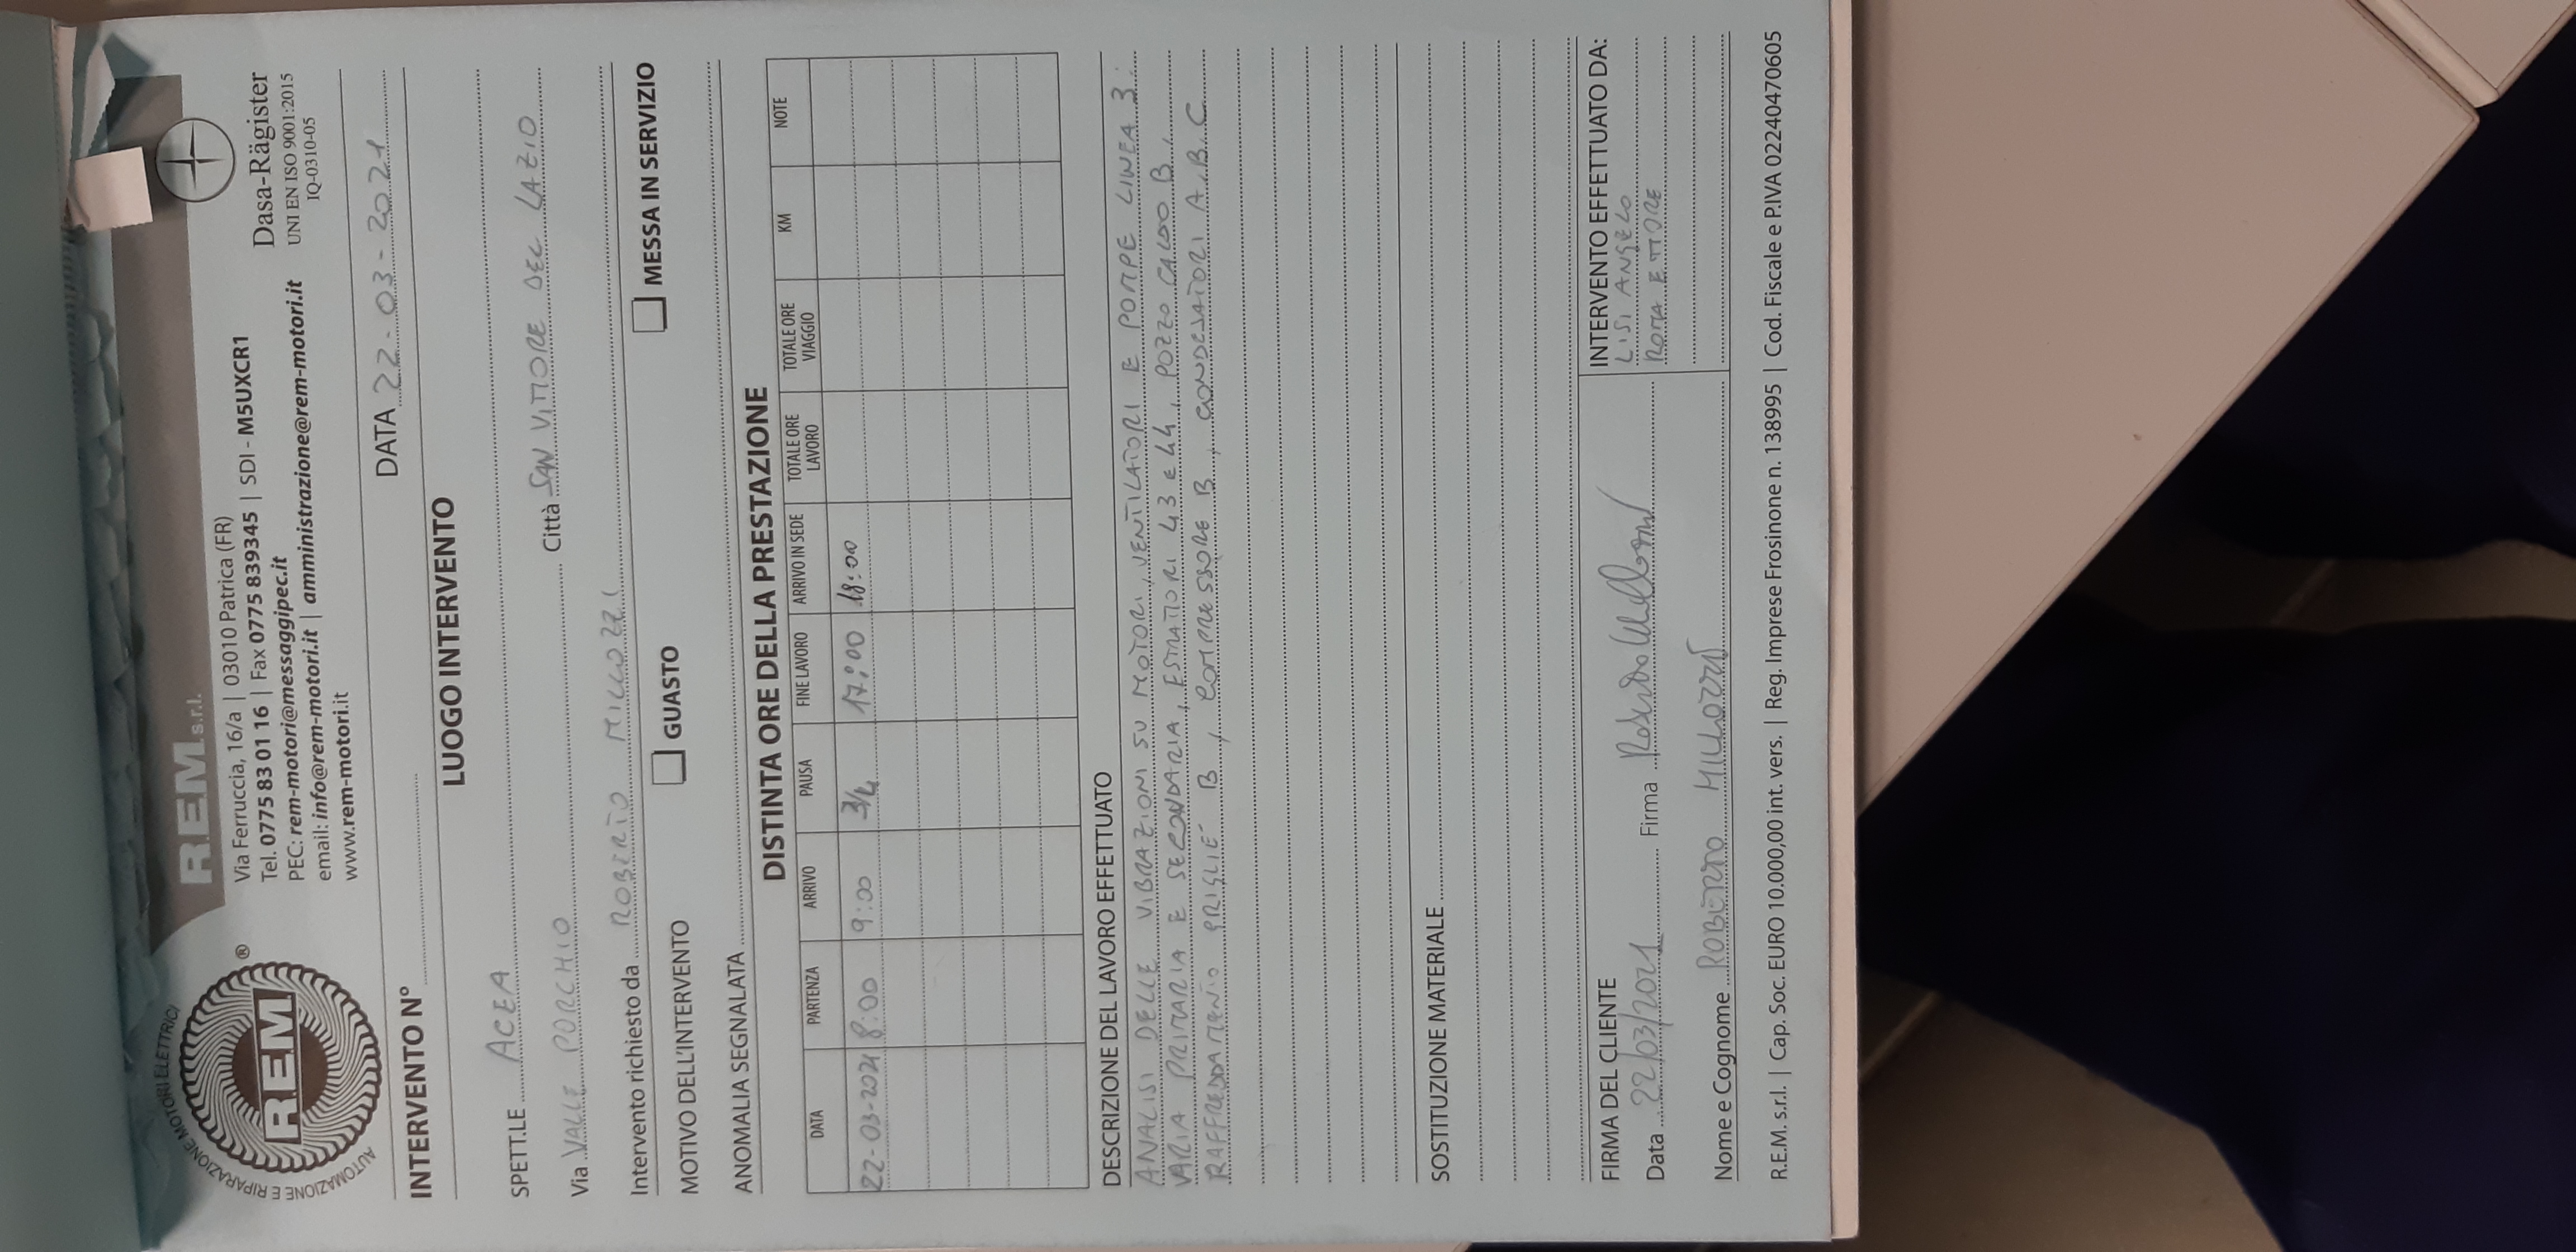 AUTOMAZIONE E RIPARAZIONE MOTORI ELETTRICI
REM ®
R.E.M. s.r.l.
Via Ferruccia, 16/a | 03010 Patrica (FR)
Tel. 0775 83 01 16 | Fax 0775 839345 | SDI - M5UXCR1
PEC: rem-motori@messaggipec.it
email: info@rem-motori.it | amministrazione@rem-motori.it
www.rem-motori.it
Dasa-Rägister
UNI EN ISO 9001:2015
IQ-0310-05
INTERVENTO N° DATA 22-03-2021
LUOGO INTERVENTO
SPETT.LE ACEA
Via VALLE PORCHIO Città SAN VITTORE DEL LAZIO
Intervento richiesto da ROBERTO MILLOZZI
MOTIVO DELL'INTERVENTO GUASTO MESSA IN SERVIZIO
ANOMALIA SEGNALATA
DISTINTA ORE DELLA PRESTAZIONE
DATA PARTENZA ARRIVO PAUSA FINE LAVORO ARRIVO IN SEDE TOTALE ORE LAVORO TOTALE ORE VIAGGIO KM NOTE
22-03-2021 8:00 9:00 3/4 17:00 18:00
DESCRIZIONE DEL LAVORO EFFETTUATO
ANALISI DELLE VIBRAZIONI SU MOTORI, VENTILATORI E POMPE LINEA 3:
ARIA PRIMARIA E SECONDARIA, ESTRATTORI 43 E 44, POZZO CALDO B,
RAFFREDDAMENTO GRIGLIE B, COMPRESSORE B, CONDESATORI A.B.C
SOSTITUZIONE MATERIALE
FIRMA DEL CLIENTE
Data 22/03/2021 Firma
Nome e Cognome ROBERTO MILLOZZI
INTERVENTO EFFETTUATO DA:
LISI ANGELO
ROMA ETTORE
R.E.M. s.r.l. | Cap. Soc. EURO 10.000,00 int. vers. | Reg. Imprese Frosinone n. 138995 | Cod. Fiscale e P.IVA 02240470605